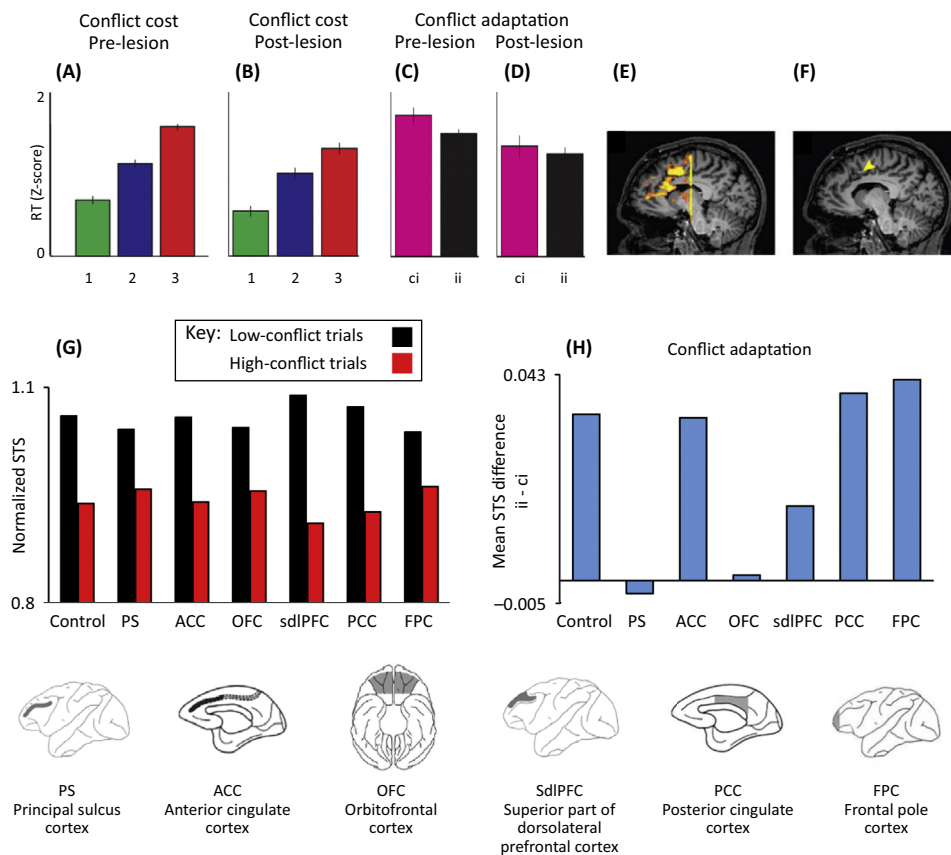 Conflict cost
Pre-lesion
Conflict cost
Post-lesion
Conflict adaptation
Pre-lesion Post-lesion
(A)
(B)
(C)
(D)
(E)
(F)
2
RT (Z-score)
0
1 2 3
1 2 3
ci ii
ci ii
(G)
Key: Low-conflict trials
High-conflict trials
1.1
Normalized STS
0.8
Control PS ACC OFC sdlPFC PCC FPC
(H)
Conflict adaptation
0.043
Mean STS difference
ii - ci
–0.005
Control PS ACC OFC sdlPFC PCC FPC
PS
Principal sulcus
cortex
ACC
Anterior cingulate
cortex
OFC
Orbitofrontal
cortex
SdlPFC
Superior part of
dorsolateral
prefrontal cortex
PCC
Posterior cingulate
cortex
FPC
Frontal pole
cortex